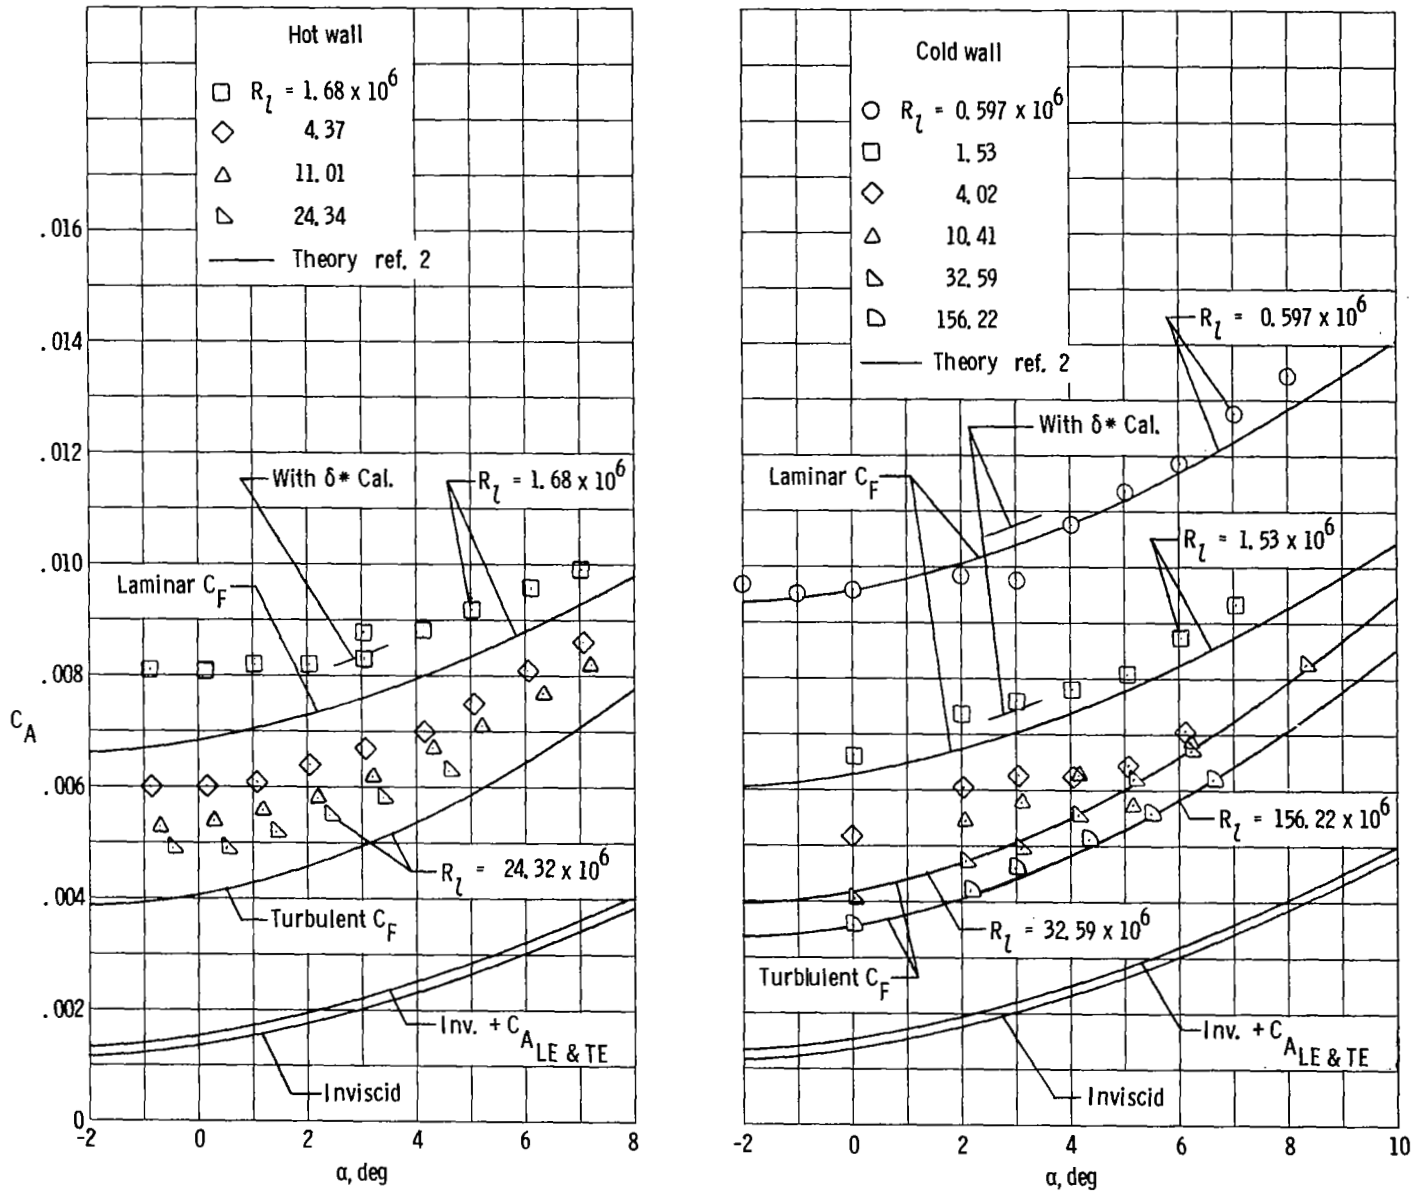 Hot wall
R_l = 1.68 x 10^6
4.37
11.01
24.34
Theory ref. 2
.016
.014
.012
.010
.008
C_A
.006
.004
.002
0
With δ* Cal.
R_l = 1.68 x 10^6
Laminar C_F
R_l = 24.32 x 10^6
Turbulent C_F
Inv. + C_A LE & TE
Inviscid
-2 0 2 4 6 8
α, deg
Cold wall
R_l = 0.597 x 10^6
1.53
4.02
10.41
32.59
156.22
Theory ref. 2
R_l = 0.597 x 10^6
With δ* Cal.
Laminar C_F
R_l = 1.53 x 10^6
R_l = 156.22 x 10^6
R_l = 32.59 x 10^6
Turblulent C_F
Inv. + C_A LE & TE
Inviscid
-2 0 2 4 6 8 10
α, deg